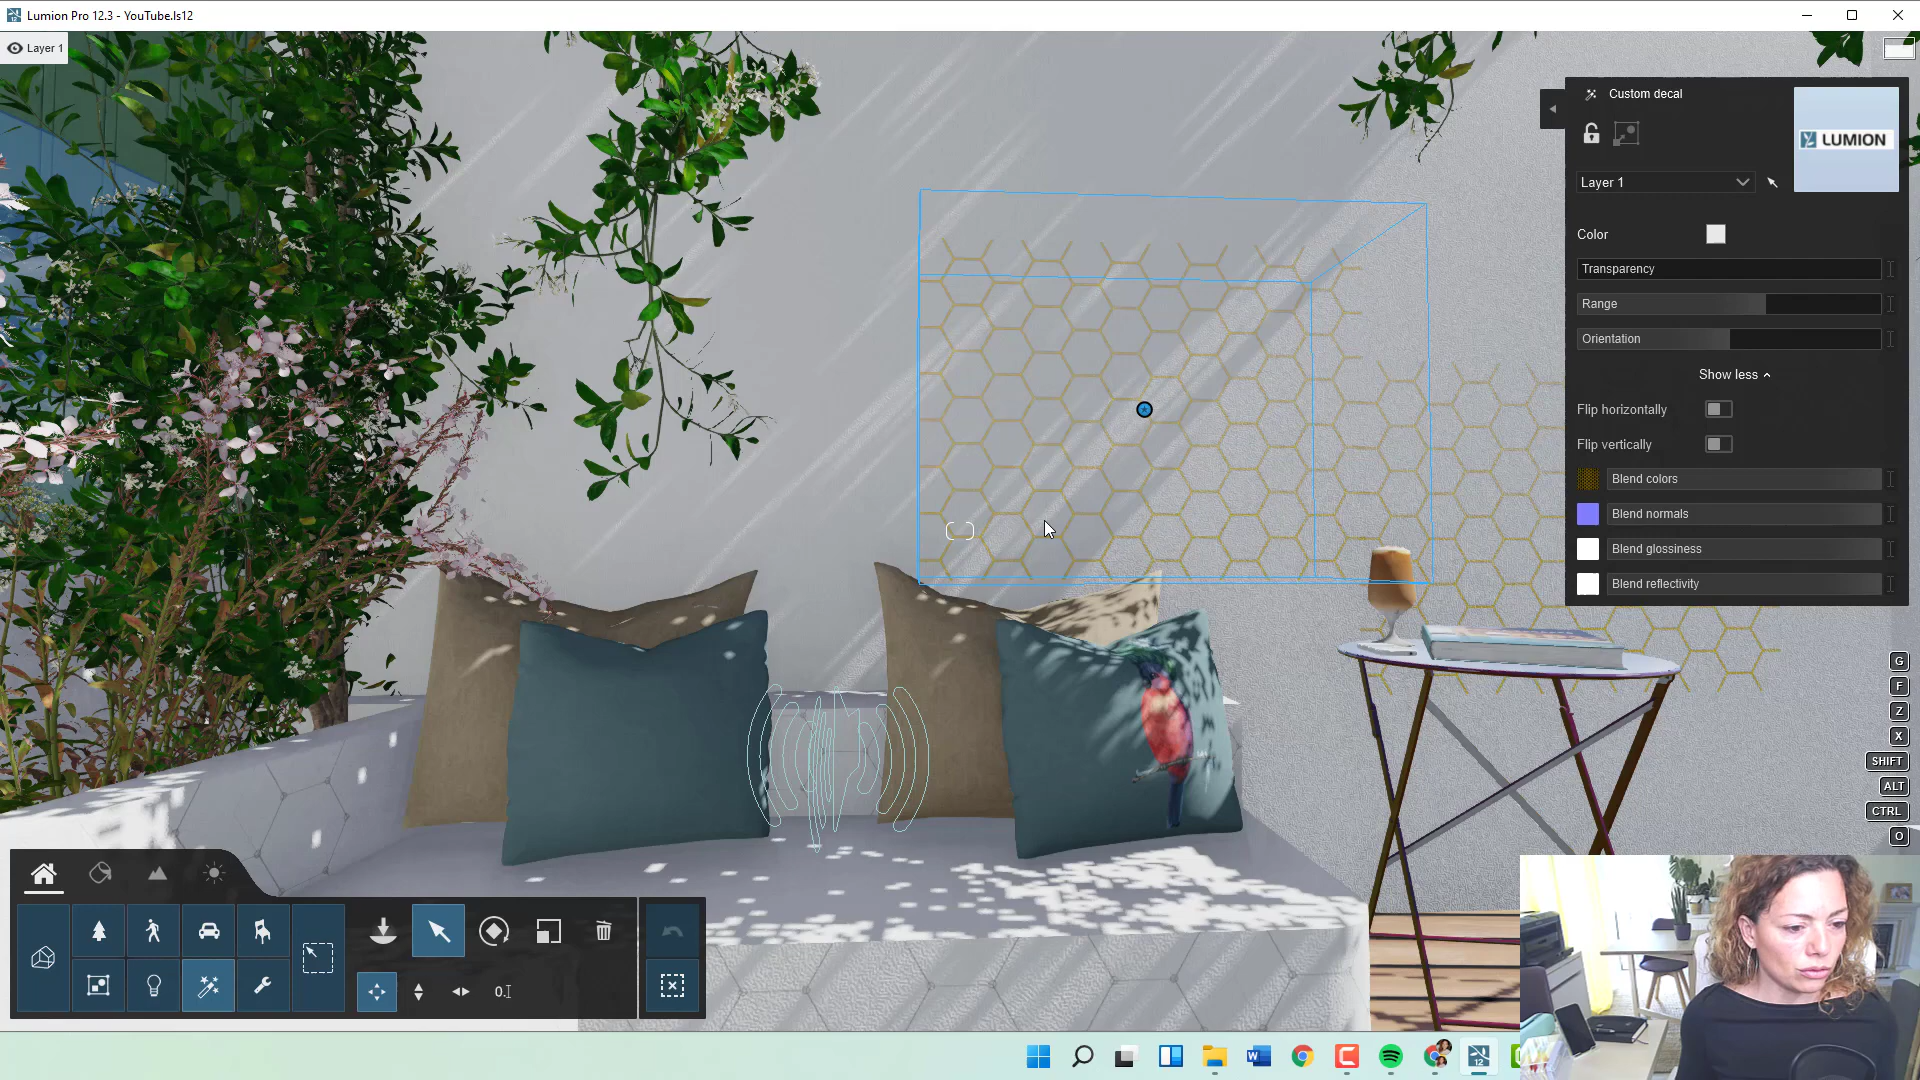 Lumion Pro 12.3 - YouTube.ls12
Layer 1
Custom decal
LUMION
Layer 1
Color
Transparency
Range
Orientation
Show less
Flip horizontally
Flip vertically
Blend colors
Blend normals
Blend glossiness
Blend reflectivity
G
F
Z
X
SHIFT
ALT
CTRL
O
W
12